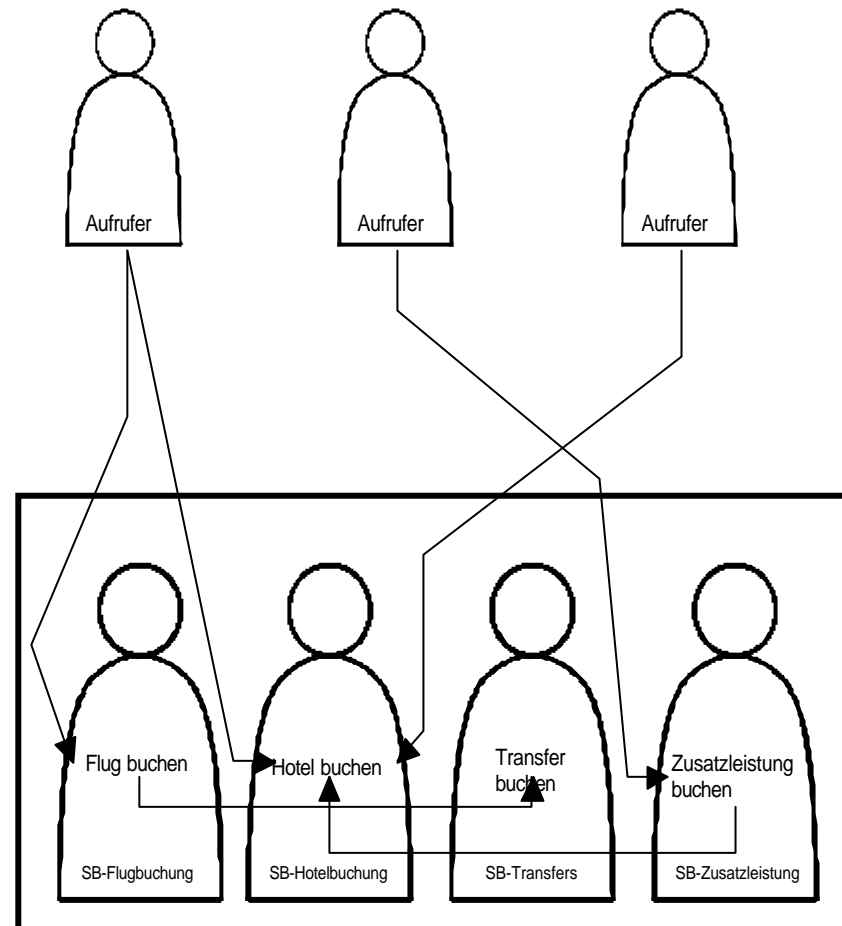 Aufrufer
Aufrufer
Aufrufer
Flug buchen
Hotel buchen
Transfer
buchen
Zusatzleistung
buchen
SB-Flugbuchung
SB-Hotelbuchung
SB-Transfers
SB-Zusatzleistung